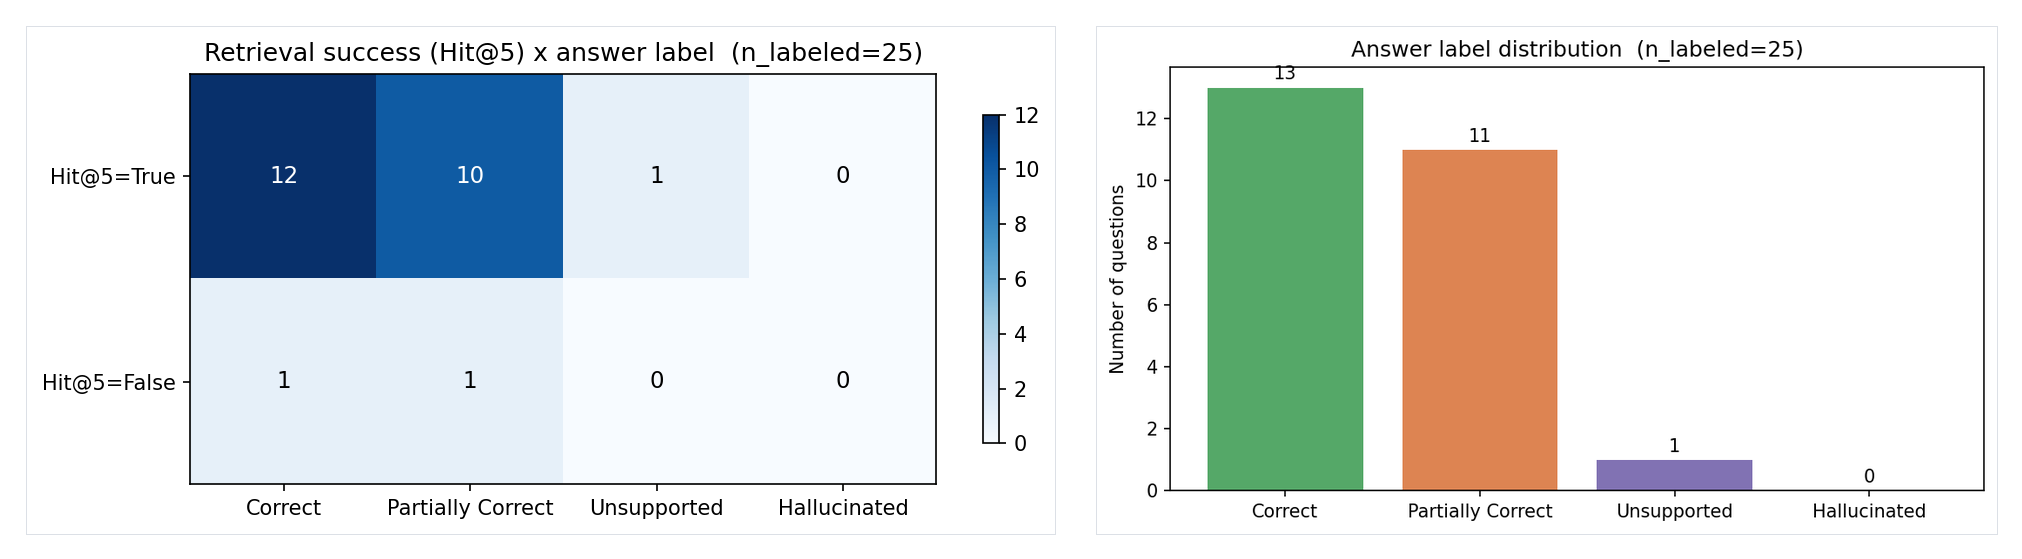 Retrieval success (Hit@5) x answer label (n_labeled=25)
Hit@5=True
12
10
1
0
Hit@5=False
1
1
0
0
Correct
Partially Correct
Unsupported
Hallucinated
12
10
8
6
4
2
0
Answer label distribution (n_labeled=25)
Number of questions
12
10
8
6
4
2
0
13
11
1
0
Correct
Partially Correct
Unsupported
Hallucinated